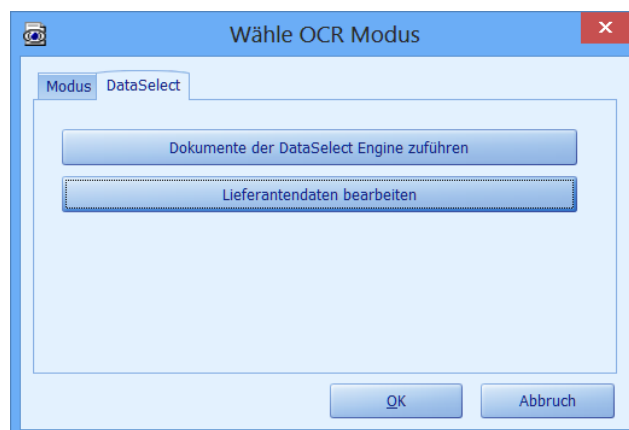 Wähle OCR Modus
Modus DataSelect
Dokumente der DataSelect Engine zuführen
Lieferantendaten bearbeiten
OK Abbruch